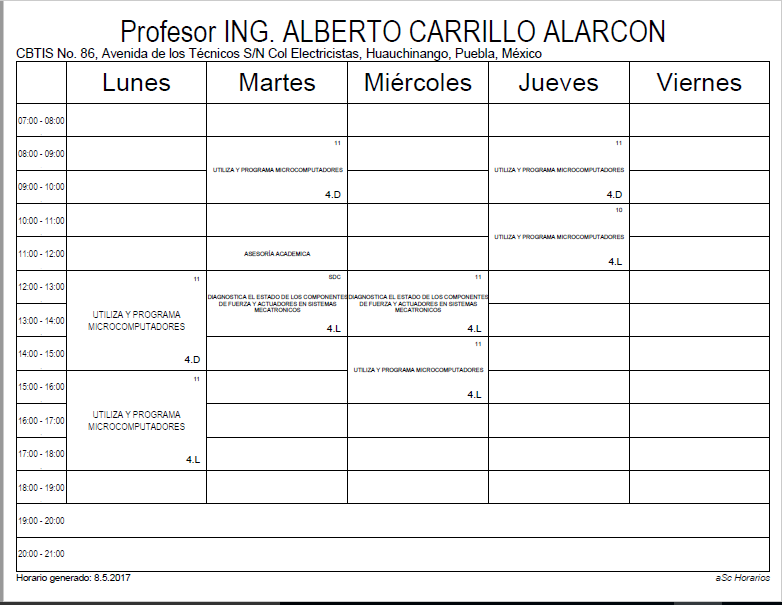 Profesor ING. ALBERTO CARRILLO ALARCON
CBTIS No. 86, Avenida de los Técnicos S/N Col Electricistas, Huauchinango, Puebla, México
Lunes Martes Miércoles Jueves Viernes
07:00 - 08:00
08:00 - 09:00
11
11
UTILIZA Y PROGRAMA MICROCOMPUTADORES
UTILIZA Y PROGRAMA MICROCOMPUTADORES
09:00 - 10:00
4.D
4.D
10:00 - 11:00
10
UTILIZA Y PROGRAMA MICROCOMPUTADORES
11:00 - 12:00
ASESORÍA ACADEMICA
4.L
12:00 - 13:00
11
UTILIZA Y PROGRAMA
MICROCOMPUTADORES
4.D
SDC
DIAGNOSTICA EL ESTADO DE LOS COMPONENTES
DE FUERZA Y ACTUADORES EN SISTEMAS
MECATRONICOS
4.L
11
DIAGNOSTICA EL ESTADO DE LOS COMPONENTES
DE FUERZA Y ACTUADORES EN SISTEMAS
MECATRONICOS
4.L
13:00 - 14:00
14:00 - 15:00
11
UTILIZA Y PROGRAMA MICROCOMPUTADORES
4.L
15:00 - 16:00
11
UTILIZA Y PROGRAMA
MICROCOMPUTADORES
4.L
16:00 - 17:00
17:00 - 18:00
18:00 - 19:00
19:00 - 20:00
20:00 - 21:00
Horario generado: 8.5.2017
aSc Horarios